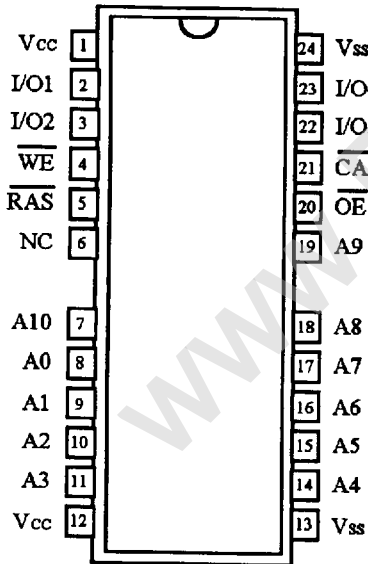 Vcc 1 24 Vss
I/O1 2 23 I/O
I/O2 3 22 I/O
WE 4 21 CA
RAS 5 20 OE
NC 6 19 A9
A10 7 18 A8
A0 8 17 A7
A1 9 16 A6
A2 10 15 A5
A3 11 14 A4
Vcc 12 13 Vss
www